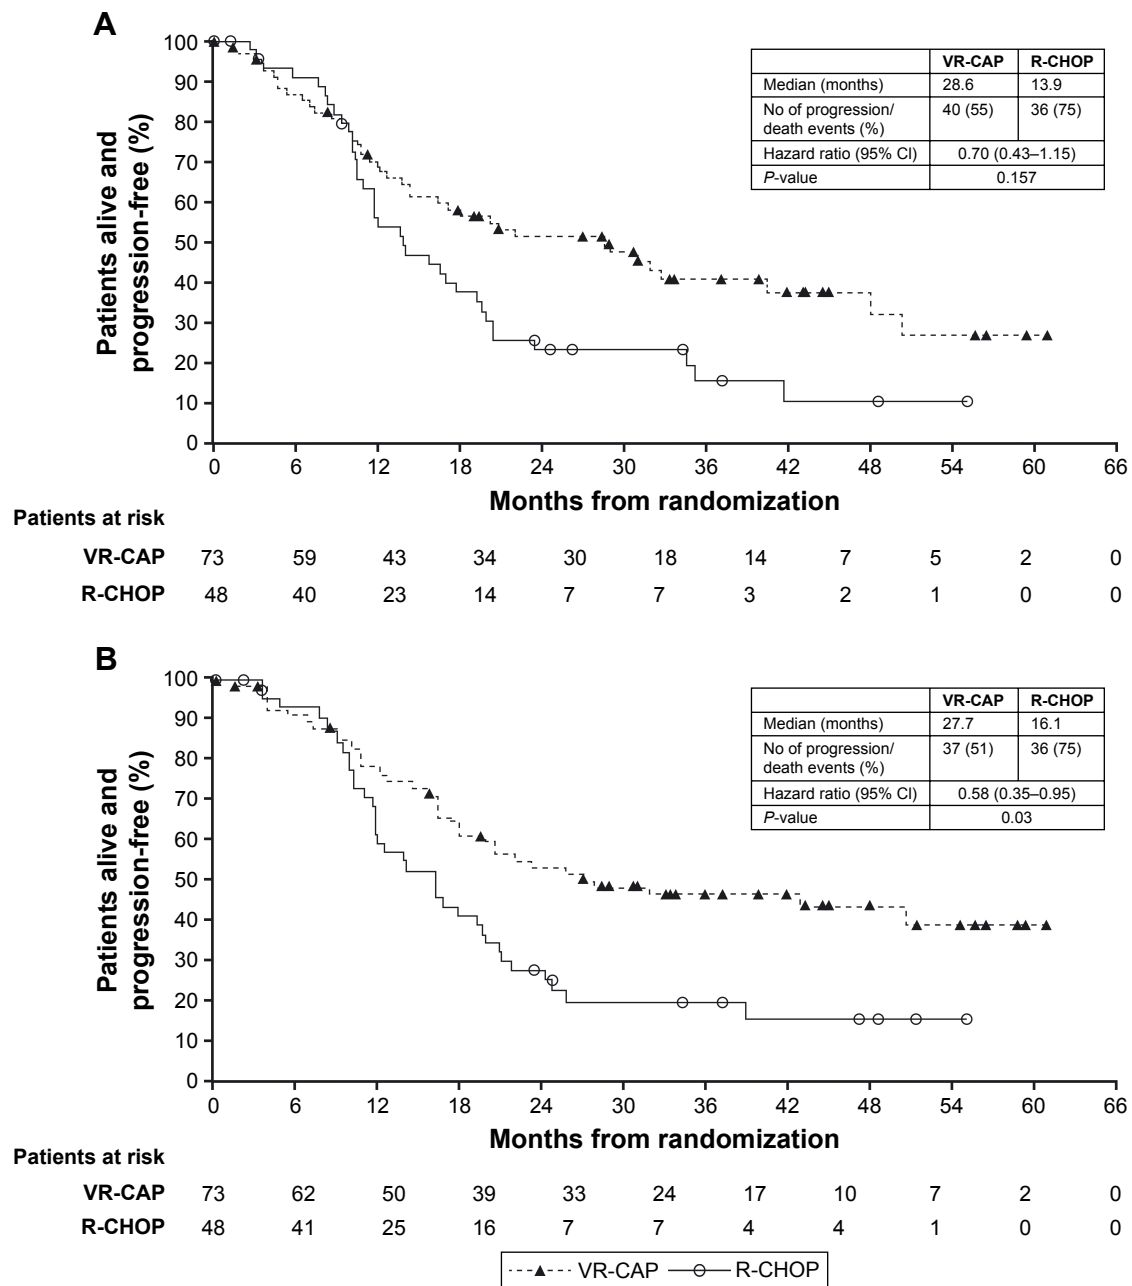 A
Patients alive and
progression-free (%)
100
90
80
70
60
50
40
30
20
10
0
0 6 12 18 24 30 36 42 48 54 60 66
Months from randomization
VR-CAP R-CHOP
Median (months) 28.6 13.9
No of progression/
death events (%) 40 (55) 36 (75)
Hazard ratio (95% CI) 0.70 (0.43–1.15)
P-value 0.157
Patients at risk
VR-CAP 73 59 43 34 30 18 14 7 5 2 0
R-CHOP 48 40 23 14 7 7 3 2 1 0 0
B
Patients alive and
progression-free (%)
100
90
80
70
60
50
40
30
20
10
0
0 6 12 18 24 30 36 42 48 54 60 66
Months from randomization
VR-CAP R-CHOP
Median (months) 27.7 16.1
No of progression/
death events (%) 37 (51) 36 (75)
Hazard ratio (95% CI) 0.58 (0.35–0.95)
P-value 0.03
Patients at risk
VR-CAP 73 62 50 39 33 24 17 10 7 2 0
R-CHOP 48 41 25 16 7 7 4 4 1 0 0
VR-CAP R-CHOP